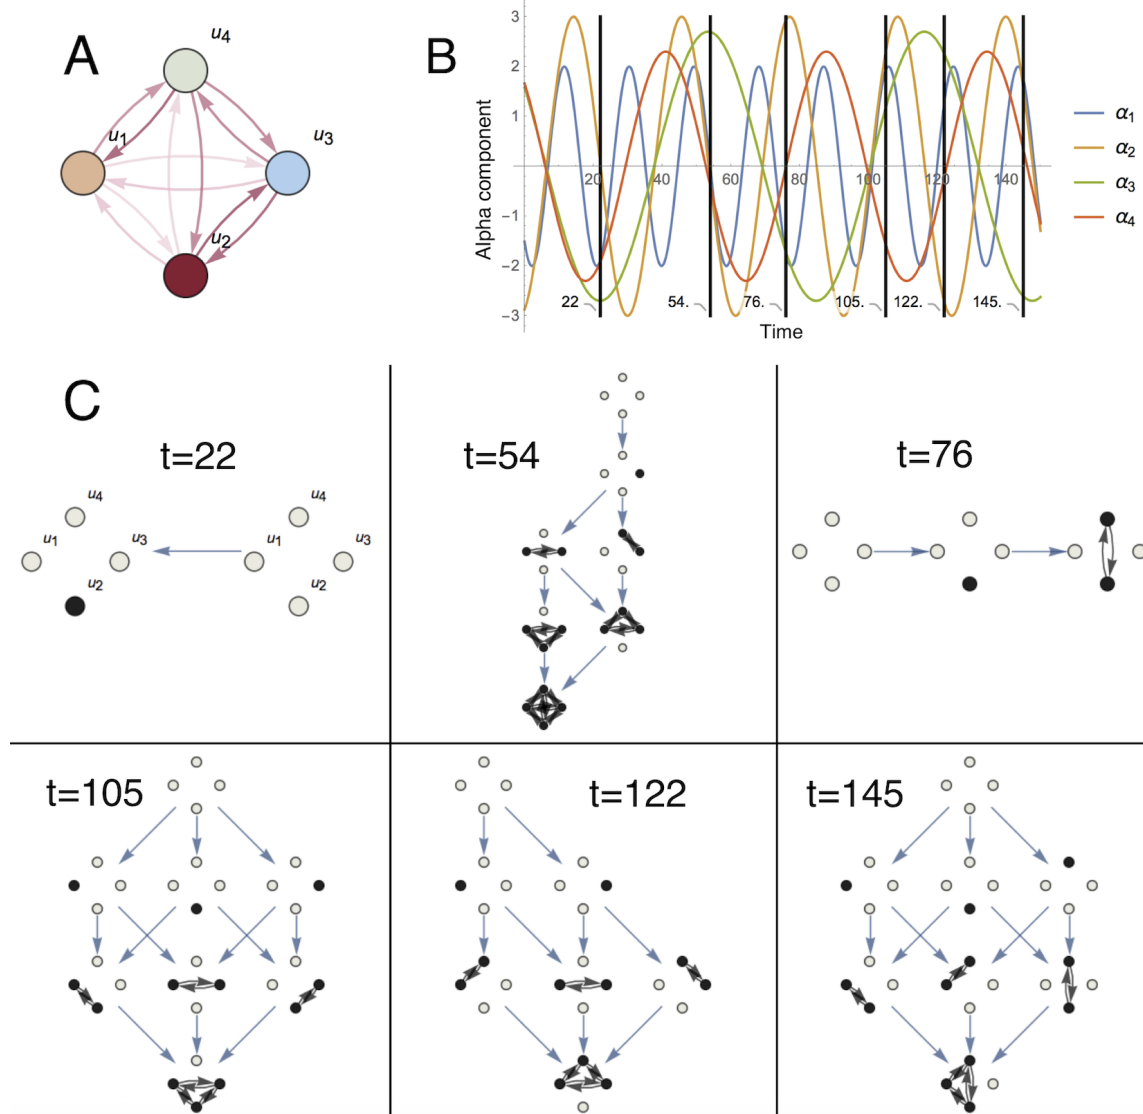 A
u4
u1
u3
u2
B
Alpha component
3
2
1
-1
-2
-3
20
40
60
80
100
120
140
22
54.
76.
105.
122.
145.
Time
α1
α2
α3
α4
C
t=22
u4
u1
u3
u2
u4
u1
u3
u2
t=54
t=76
t=105
t=122
t=145